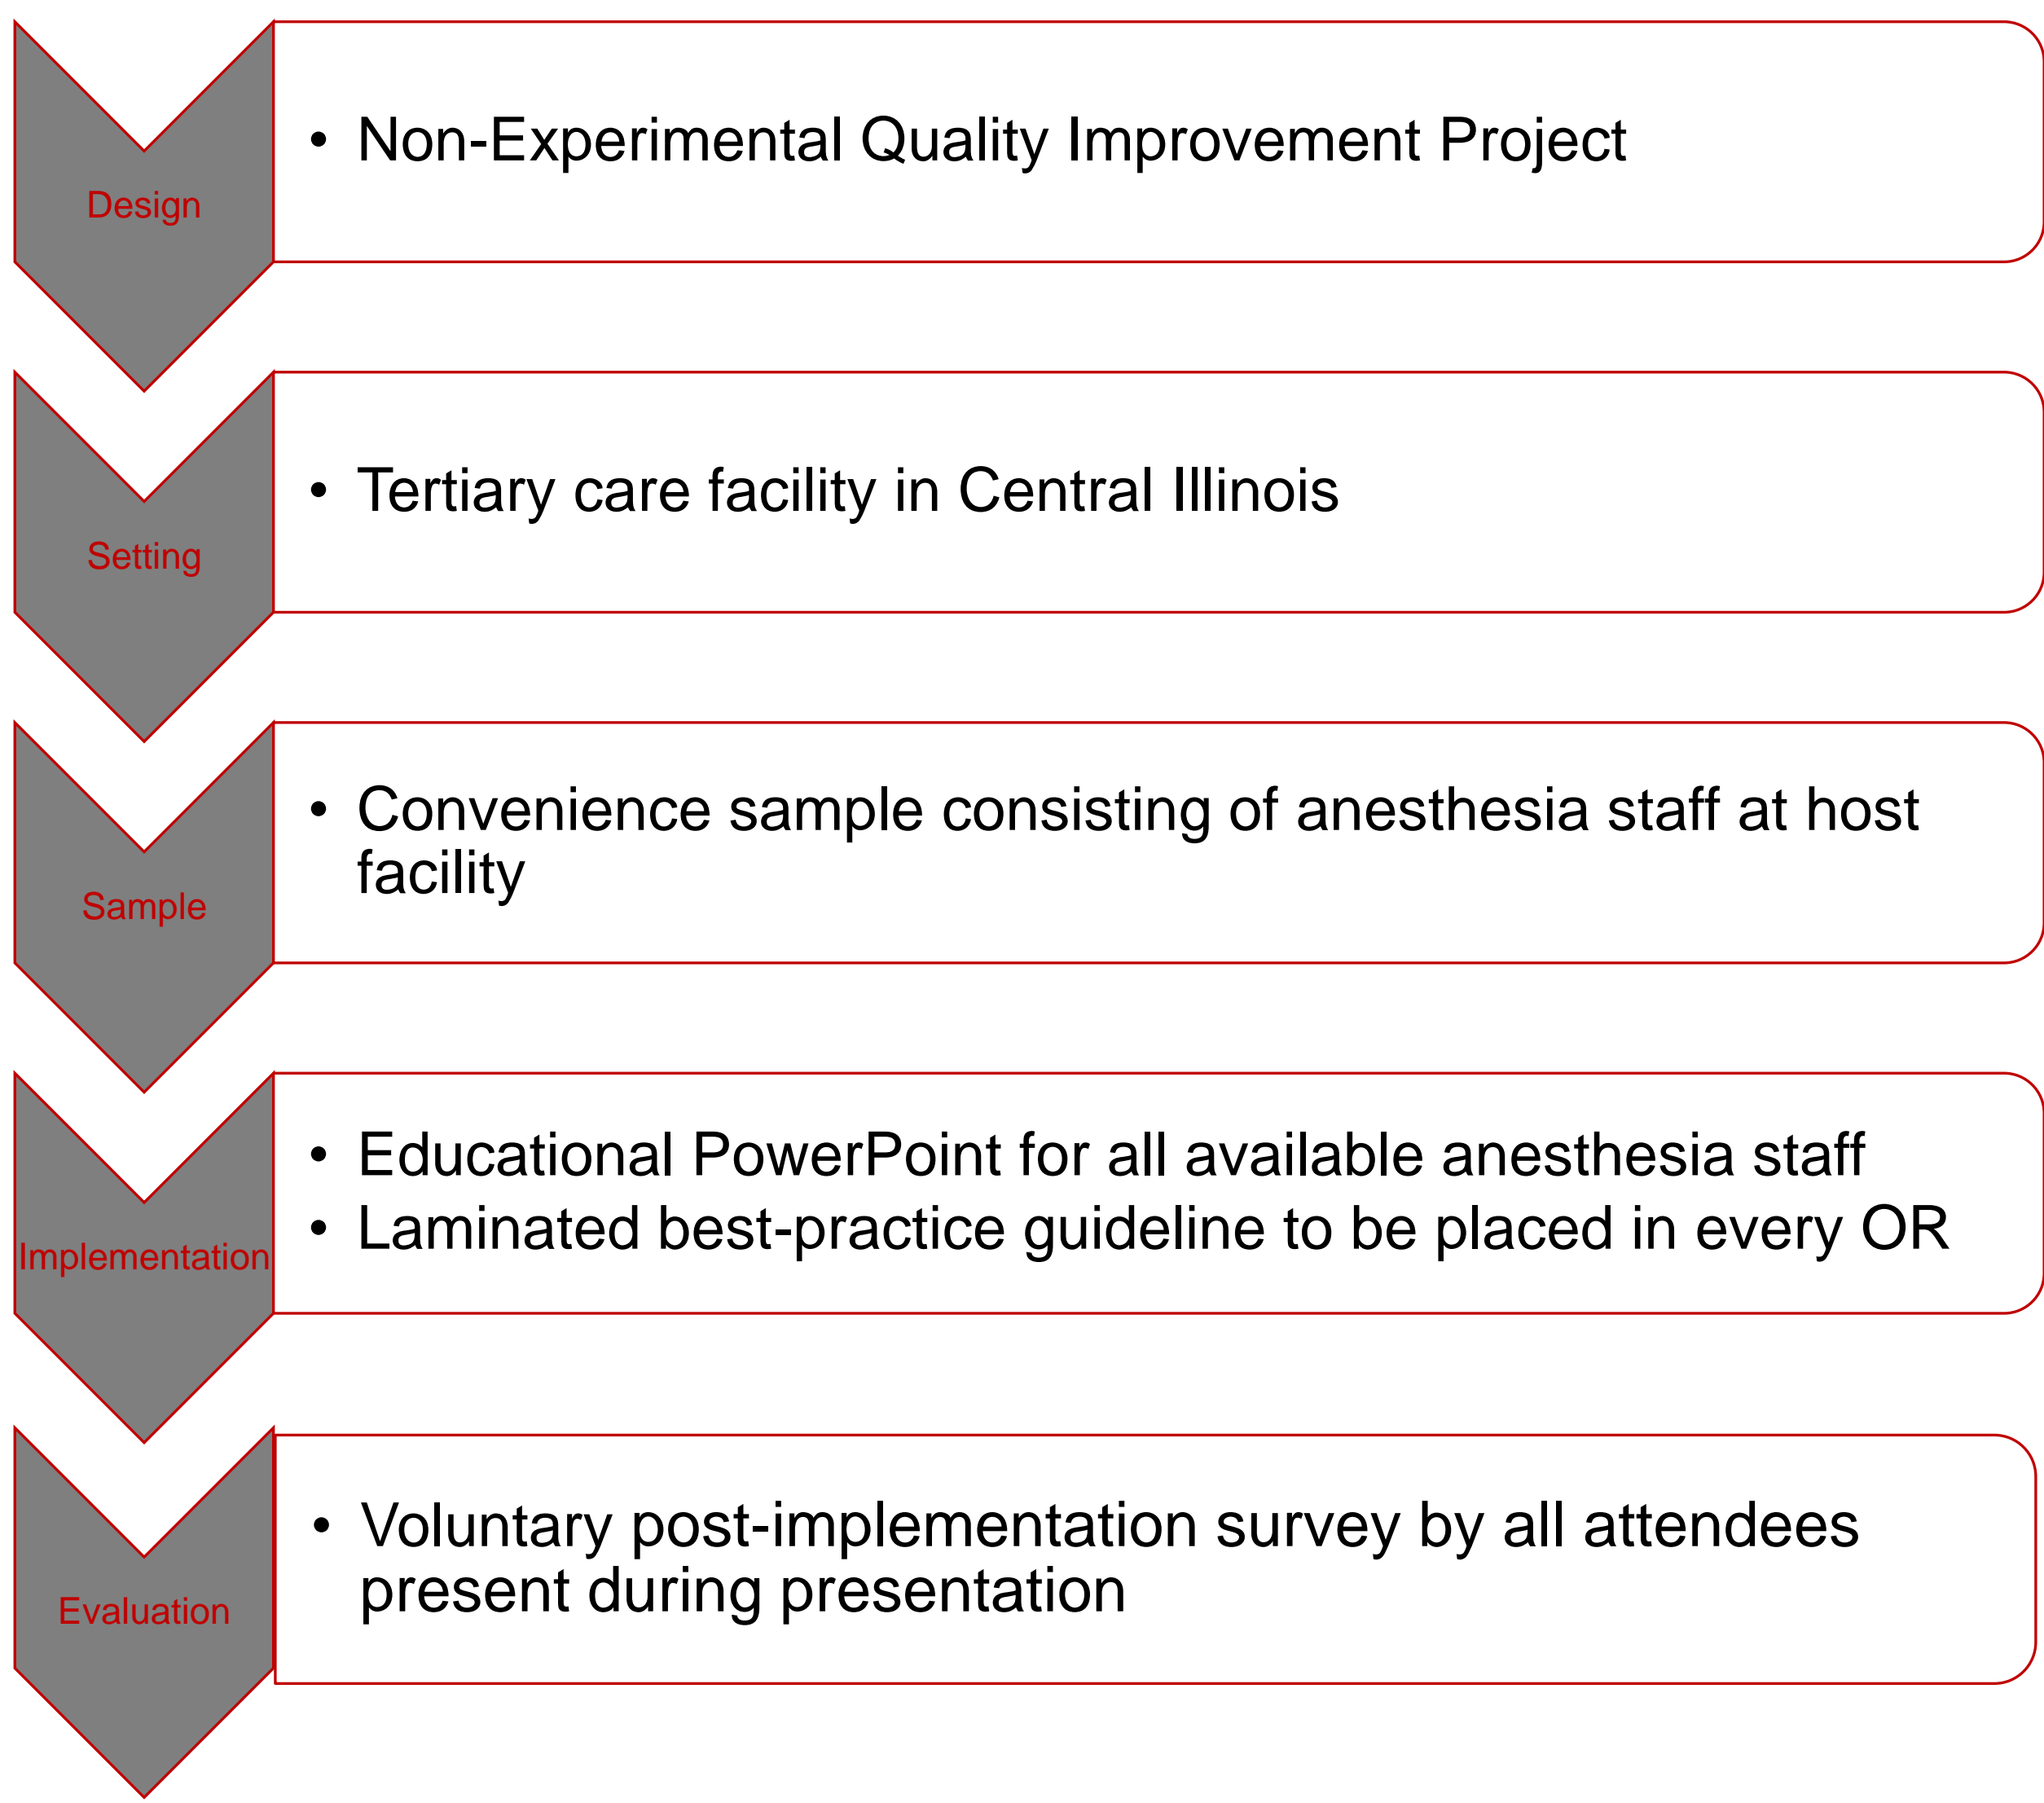 Design
• Non-Experimental Quality Improvement Project
Setting
• Tertiary care facility in Central Illinois
Sample
• Convenience sample consisting of anesthesia staff at host
facility
Implementation
• Educational PowerPoint for all available anesthesia staff
• Laminated best-practice guideline to be placed in every OR
Evaluation
• Voluntary post-implementation survey by all attendees
present during presentation